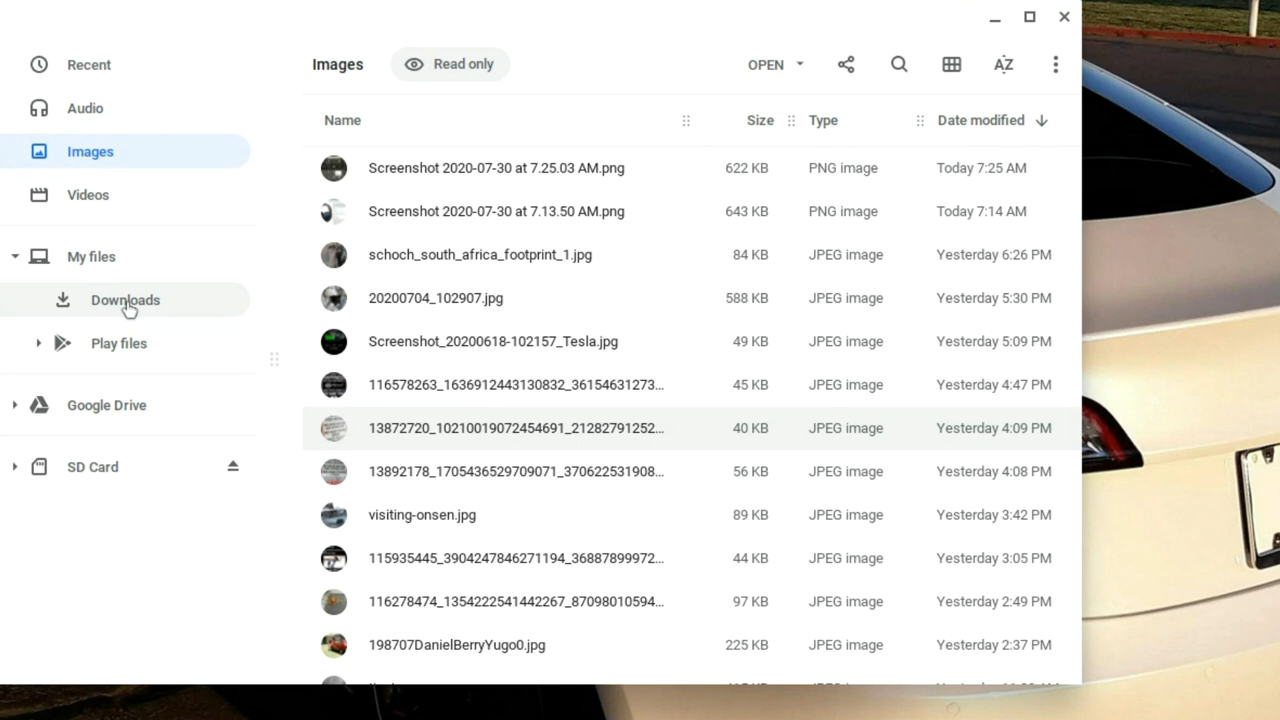 Recent
Audio
Images
Videos
My files
Downloads
Play files
Google Drive
SD Card
Images
Read only
OPEN
AZ
Name Size Type Date modified
Screenshot 2020-07-30 at 7.25.03 AM.png 622 KB PNG image Today 7:25 AM
Screenshot 2020-07-30 at 7.13.50 AM.png 643 KB PNG image Today 7:14 AM
schoch_south_africa_footprint_1.jpg 84 KB JPEG image Yesterday 6:26 PM
20200704_102907.jpg 588 KB JPEG image Yesterday 5:30 PM
Screenshot_20200618-102157_Tesla.jpg 49 KB JPEG image Yesterday 5:09 PM
116578263_1636912443130832_36154631273... 45 KB JPEG image Yesterday 4:47 PM
13872720_10210019072454691_21282791252... 40 KB JPEG image Yesterday 4:09 PM
13892178_1705436529709071_370622531908... 56 KB JPEG image Yesterday 4:08 PM
visiting-onsen.jpg 89 KB JPEG image Yesterday 3:42 PM
115935445_3904247846271194_36887899972... 44 KB JPEG image Yesterday 3:05 PM
116278474_1354222541442267_87098010594... 97 KB JPEG image Yesterday 2:49 PM
198707DanielBerryYugo0.jpg 225 KB JPEG image Yesterday 2:37 PM